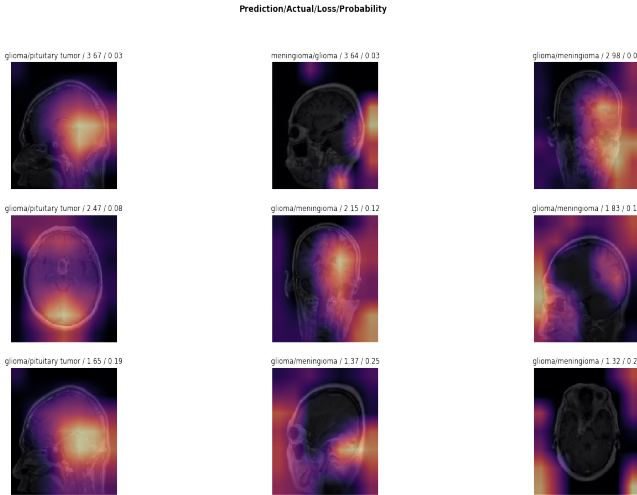 Prediction/Actual/Loss/Probability
glioma/pituitary tumor / 3.67 / 0.03
meningioma/glioma / 3.64 / 0.03
glioma/meningioma / 2.98 / 0.0
glioma/pituitary tumor / 2.47 / 0.08
glioma/meningioma / 2.15 / 0.12
glioma/meningioma / 1.83 / 0.1
glioma/pituitary tumor / 1.65 / 0.19
glioma/meningioma / 1.37 / 0.25
glioma/meningioma / 1.32 / 0.2